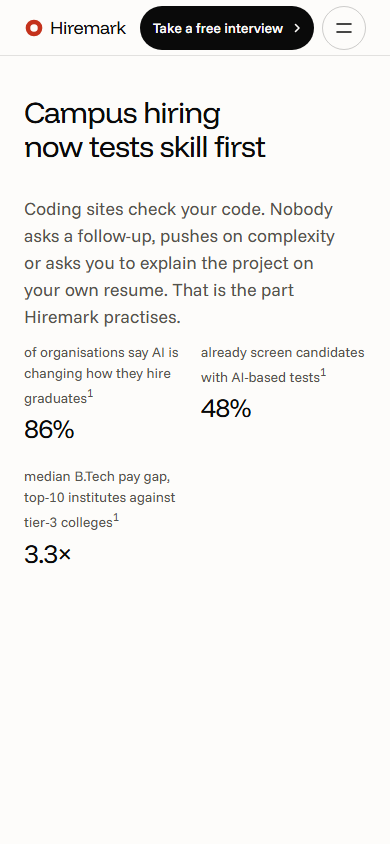 Hiremark
Take a free interview
Campus hiring
now tests skill first
Coding sites check your code. Nobody
asks a follow-up, pushes on complexity
or asks you to explain the project on
your own resume. That is the part
Hiremark practises.
of organisations say AI is
changing how they hire
graduates1
86%
already screen candidates
with AI-based tests1
48%
median B.Tech pay gap,
top-10 institutes against
tier-3 colleges1
3.3×